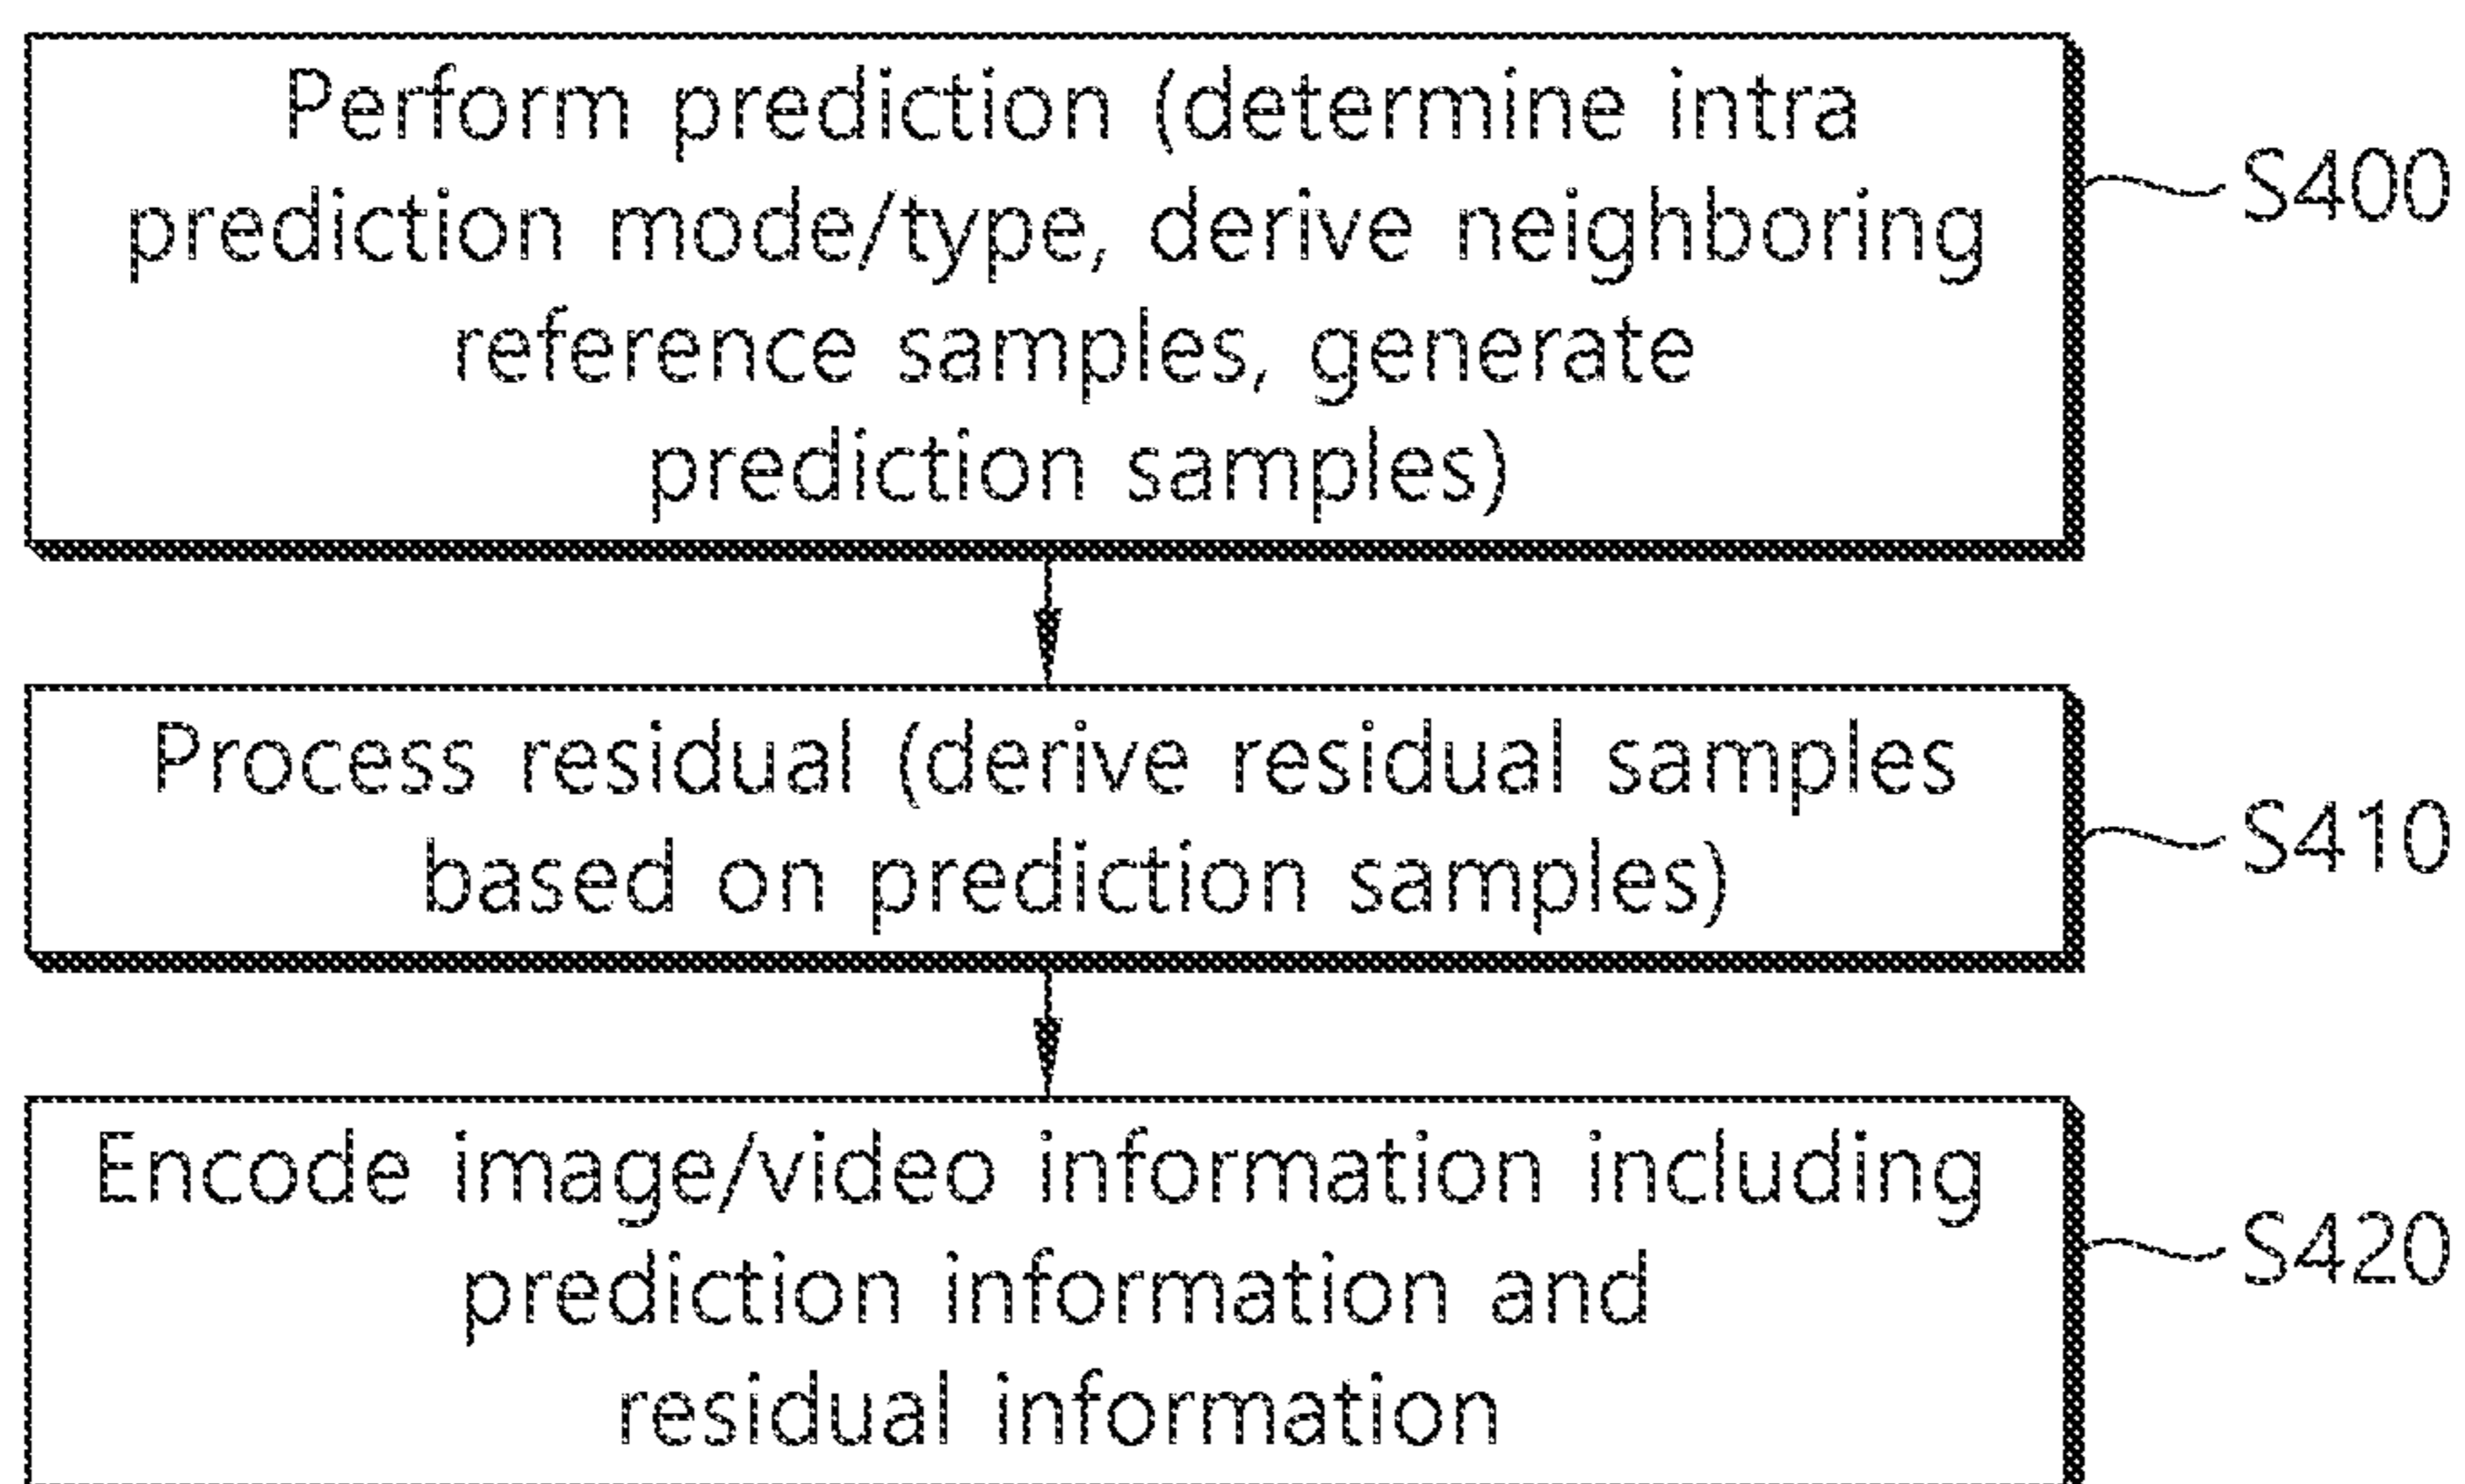 Perform prediction (determine intra
prediction mode/type, derive neighboring
reference samples, generate
prediction samples)
S400
Process residual (derive residual samples
based on prediction samples)
S410
Encode image/video information including
prediction information and
residual information
S420